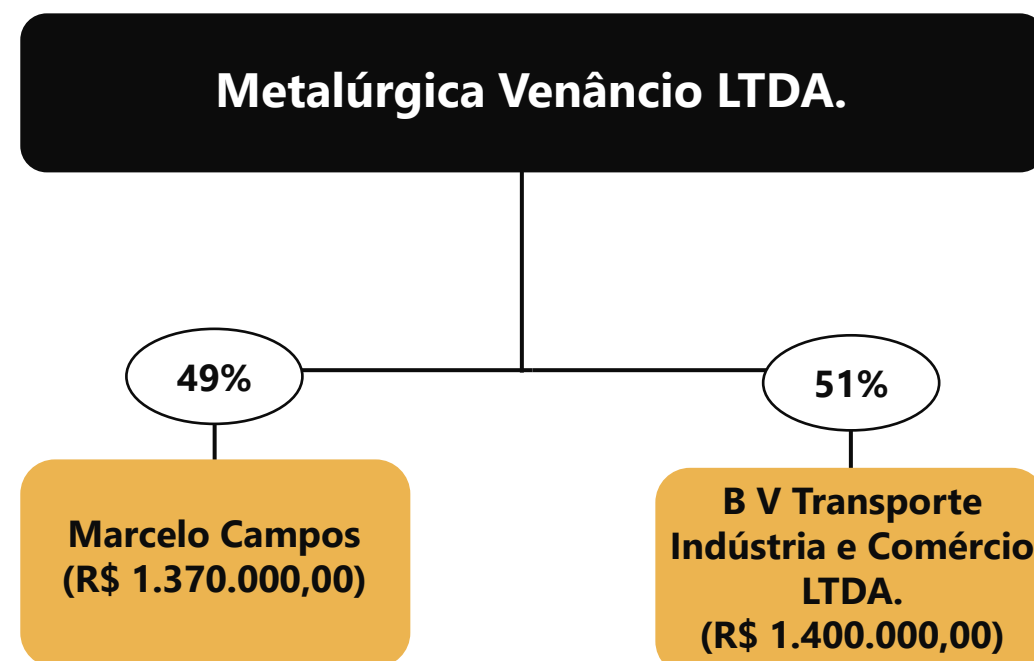 Metalúrgica Venâncio LTDA.
49%
51%
Marcelo Campos
(R$ 1.370.000,00)
B V Transporte
Indústria e Comércio
LTDA.
(R$ 1.400.000,00)